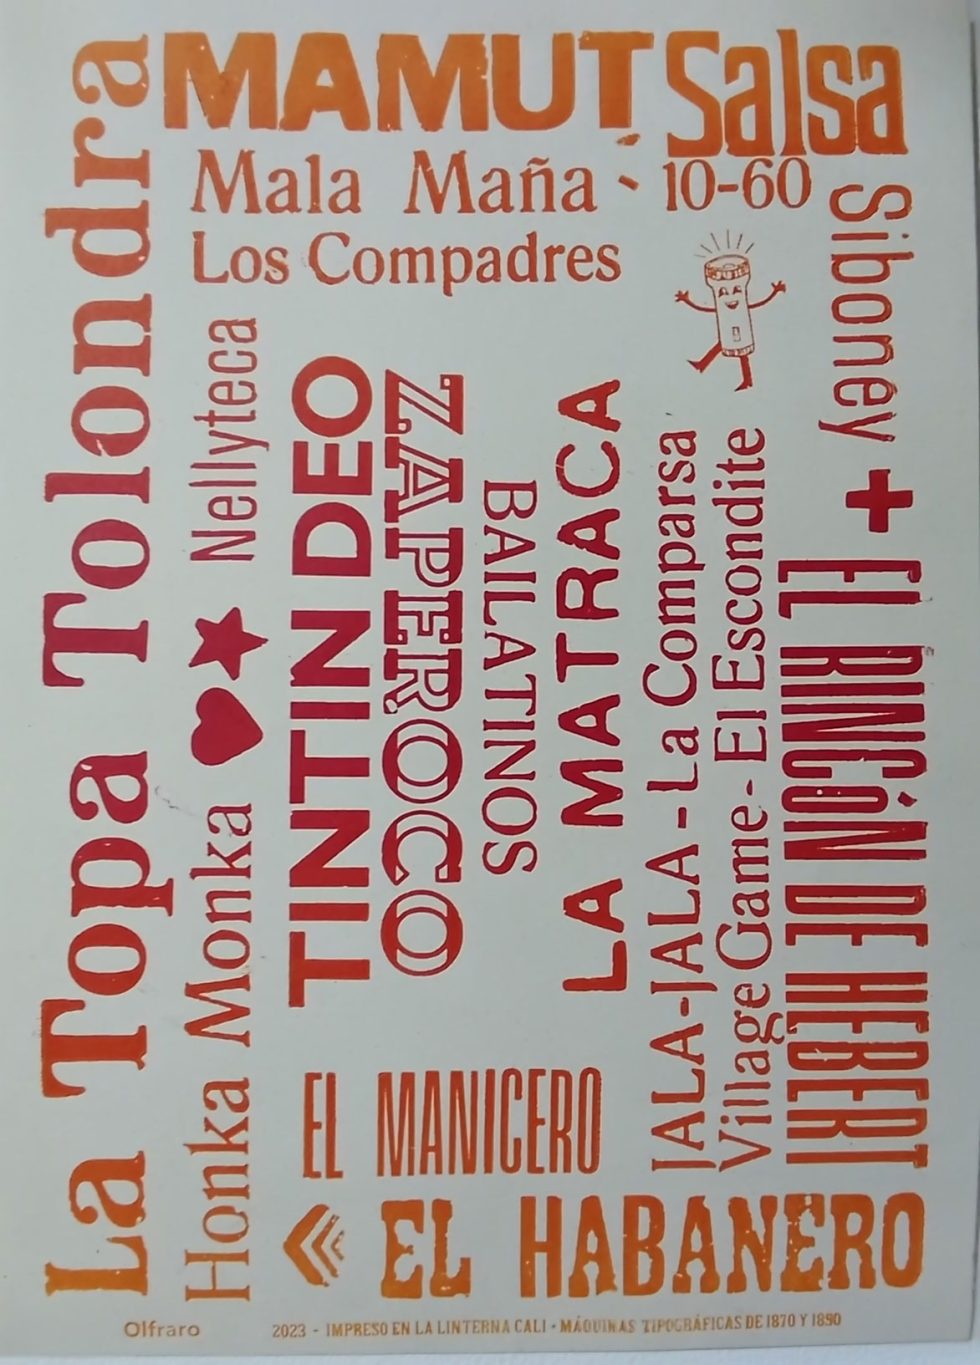 La Topa Tolondra
MAMUT
Salsa
Mala Maña - 10-60
Los Compadres
Siboney +
Nellyteca
Honka Monka
TINTIN DEO
ZAPEROCO
BAILATINOS
LA MATRACA
JALA-JALA - La Comparsa
Village Game - El Escondite
EL RINCÓN DE HEBERT
EL MANICERO
EL HABANERO
Olfraro
2023 - IMPRESO EN LA LINTERNA CALI - MÁQUINAS TIPOGRÁFICAS DE 1870 Y 1890